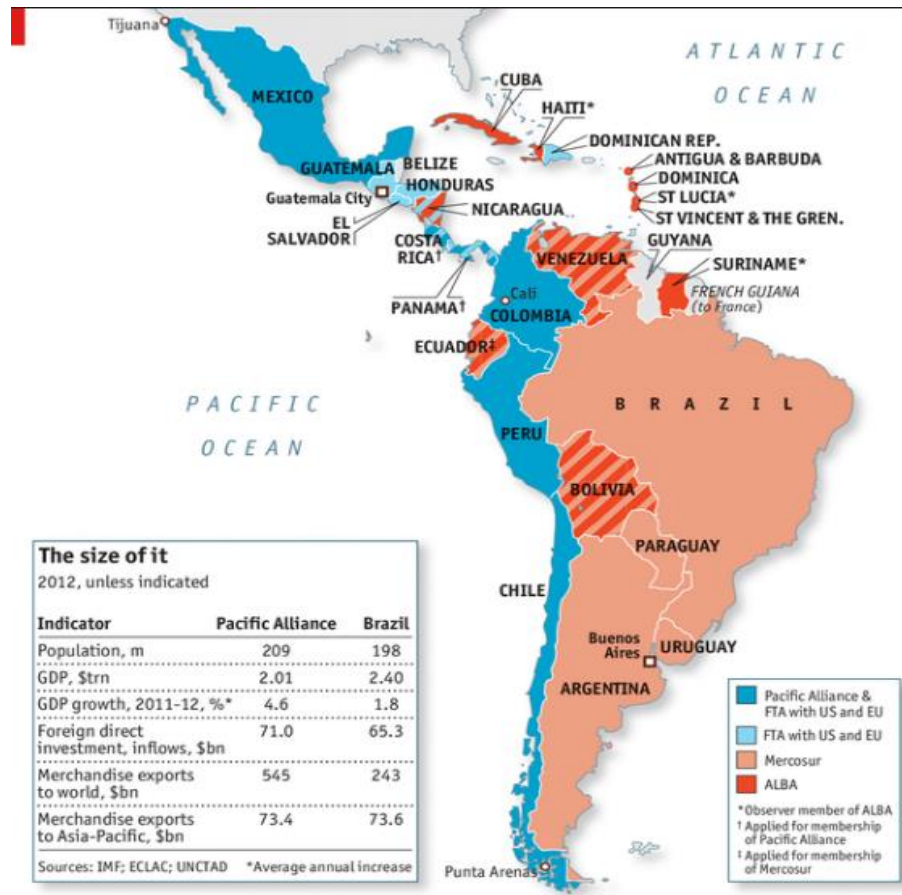 Tijuana
ATLANTIC
OCEAN
MEXICO
CUBA
HAITI*
DOMINICAN REP.
ANTIGUA & BARBUDA
DOMINICA
ST LUCIA*
ST VINCENT & THE GREN.
GUATEMALA
BELIZE
HONDURAS
Guatemala City
NICARAGUA
EL
SALVADOR
COSTA
RICA†
PANAMA†
GUYANA
VENEZUELA
SURINAME*
FRENCH GUIANA
(to France)
Cali
COLOMBIA
ECUADOR‡
PACIFIC
OCEAN
BRAZIL
PERU
BOLIVIA
PARAGUAY
CHILE
Buenos
Aires
URUGUAY
ARGENTINA
Punta Arenas
The size of it
2012, unless indicated
Indicator Pacific Alliance Brazil
Population, m 209 198
GDP, $trn 2.01 2.40
GDP growth, 2011-12, %* 4.6 1.8
Foreign direct 71.0 65.3
investment, inflows, $bn
Merchandise exports 545 243
to world, $bn
Merchandise exports 73.4 73.6
to Asia-Pacific, $bn
Sources: IMF; ECLAC; UNCTAD *Average annual increase
Pacific Alliance &
FTA with US and EU
FTA with US and EU
Mercosur
ALBA
*Observer member of ALBA
† Applied for membership
of Pacific Alliance
‡ Applied for membership
of Mercosur